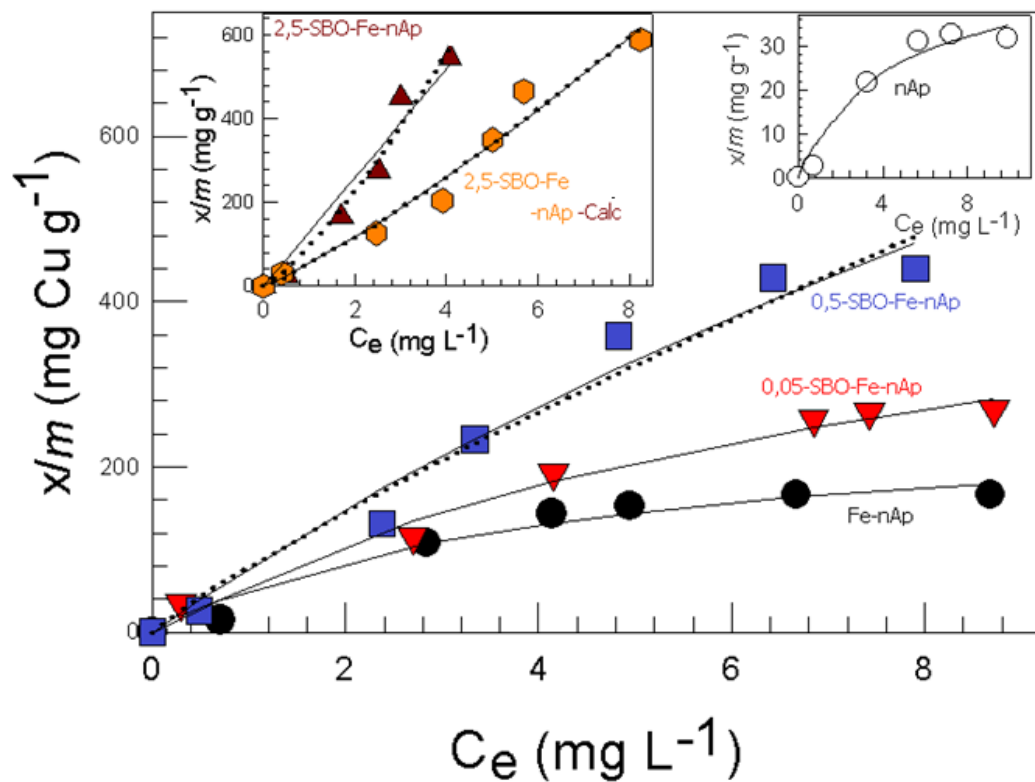 x/m (mg Cu g⁻¹)
600
400
200
0
0
2
4
6
8
Cₑ (mg L⁻¹)
0,5-SBO-Fe-nAp
0,05-SBO-Fe-nAp
Fe-nAp
x/m (mg g⁻¹)
600
400
200
0
0
2
4
6
8
Cₑ (mg L⁻¹)
2,5-SBO-Fe-nAp
2,5-SBO-Fe
-nAp -Calc
x/m (mg g⁻¹)
30
20
10
0
0
4
8
Cₑ (mg L⁻¹)
nAp